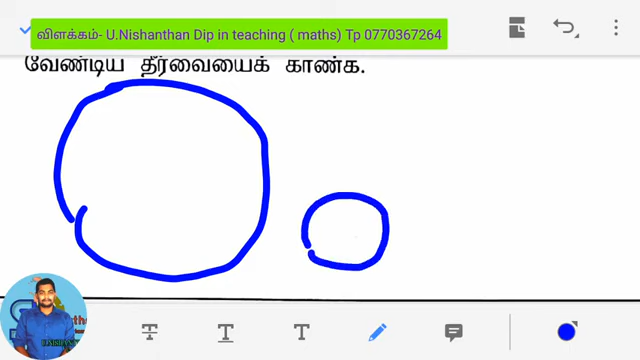 விளக்கம்- U.Nishanthan Dip in teaching ( maths) Tp 0770367264
வேண்டிய தீர்வையைக் காண்க.